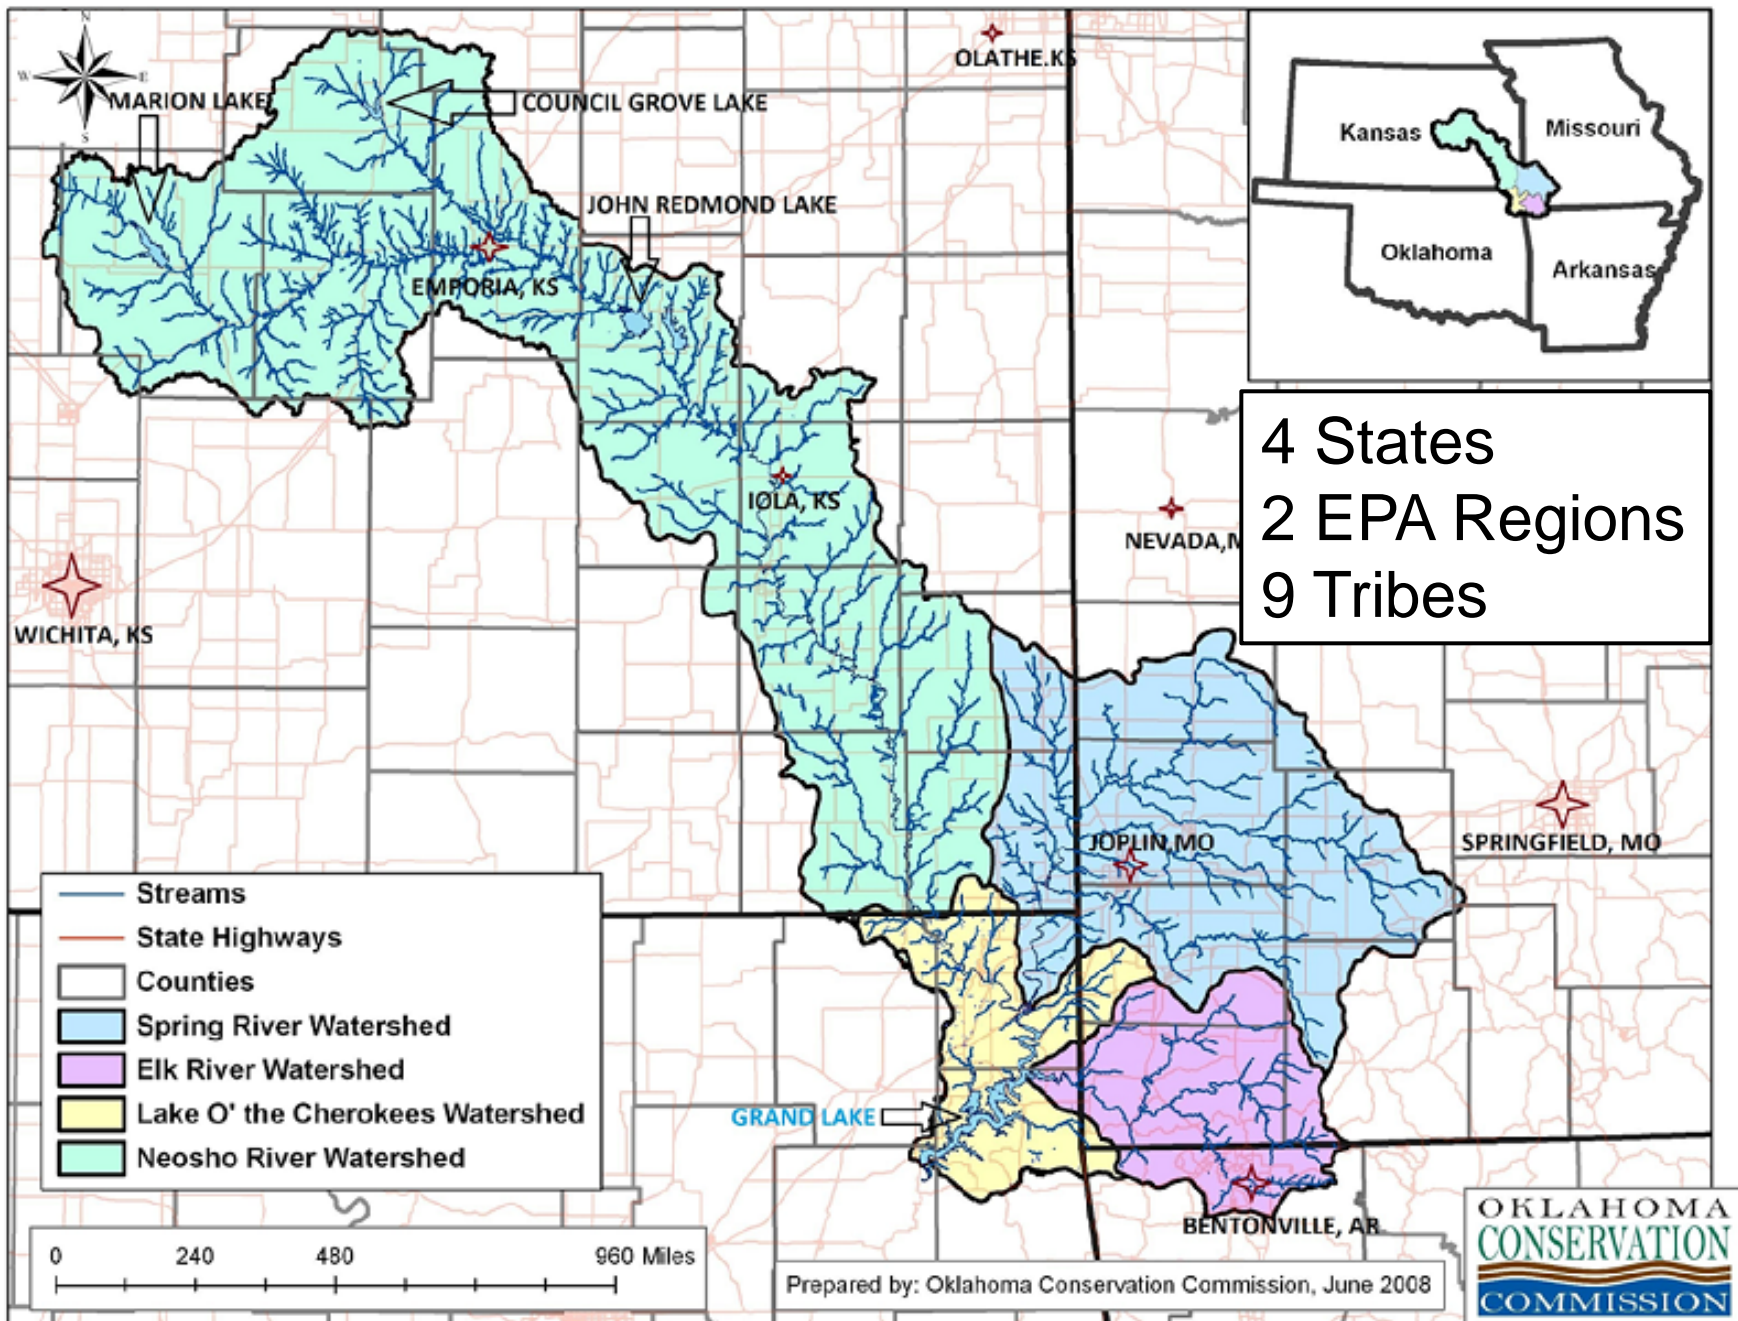 N
W
E
S
MARION LAKE
COUNCIL GROVE LAKE
OLATHE.KS
JOHN REDMOND LAKE
EMPORIA, KS
IOLA, KS
WICHITA, KS
NEVADA,
Kansas
Missouri
Oklahoma
Arkansas
4 States
2 EPA Regions
9 Tribes
JOPLIN,MO
SPRINGFIELD, MO
GRAND LAKE
BENTONVILLE, AR
Streams
State Highways
Counties
Spring River Watershed
Elk River Watershed
Lake O' the Cherokees Watershed
Neosho River Watershed
0 240 480 960 Miles
Prepared by: Oklahoma Conservation Commission, June 2008
OKLAHOMA
CONSERVATION
COMMISSION